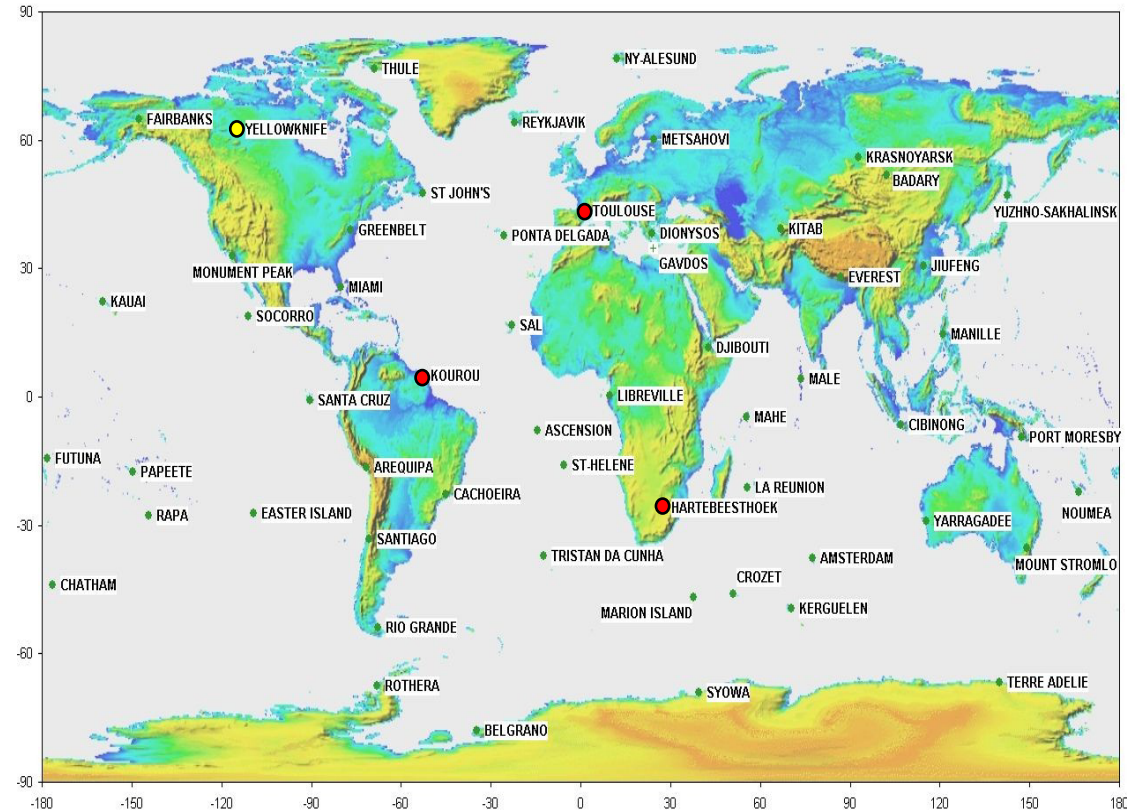 90
NY-ALESUND
THULE
FAIRBANKS
REYKJAVIK
YELLOWKNIFE
60
METSAHOVI
KRASNOYARSK
BADARY
ST JOHN'S
YUZHNO-SAKHALINSK
TOULOUSE
GREENBELT
PONTA DELGADA
DIONYSOS
KITAB
GAVDOS
30
MONUMENT PEAK
EVEREST
JIUFENG
MIAMI
KAUAI
SOCORRO
SAL
MANILLE
DJIBOUTI
KOUROU
MALE
0
SANTA CRUZ
LIBREVILLE
MAHE
ASCENSION
CIBINONG
PORT MORESBY
FUTUNA
PAPEETE
AREQUIPA
ST-HELENE
CACHOEIRA
LA REUNION
RAPA
EASTER ISLAND
HARTEBEESTHOEK
NOUMEA
-30
YARRAGADEE
SANTIAGO
TRISTAN DA CUNHA
AMSTERDAM
MOUNT STROMLO
CHATHAM
CROZET
MARION ISLAND
KERGUELEN
RIO GRANDE
-60
ROTHERA
SYOWA
TERRE ADELIE
BELGRANO
-90
-180 -150 -120 -90 -60 -30 0 30 60 90 120 150 180